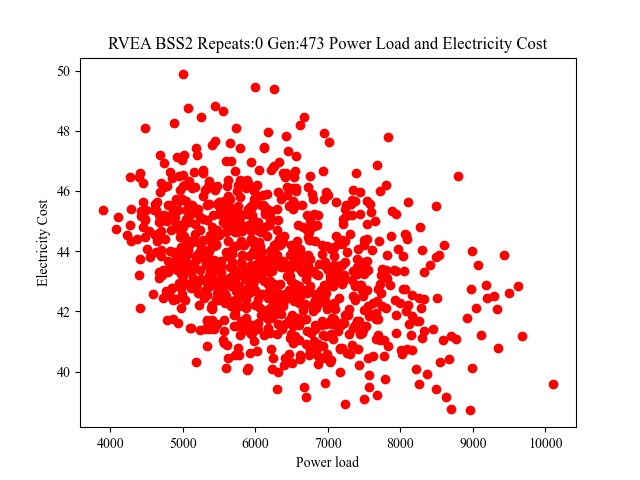 RVEA BSS2 Repeats:0 Gen:473 Power Load and Electricity Cost
50
48
46
44
42
40
Electricity Cost
4000 5000 6000 7000 8000 9000 10000
Power load